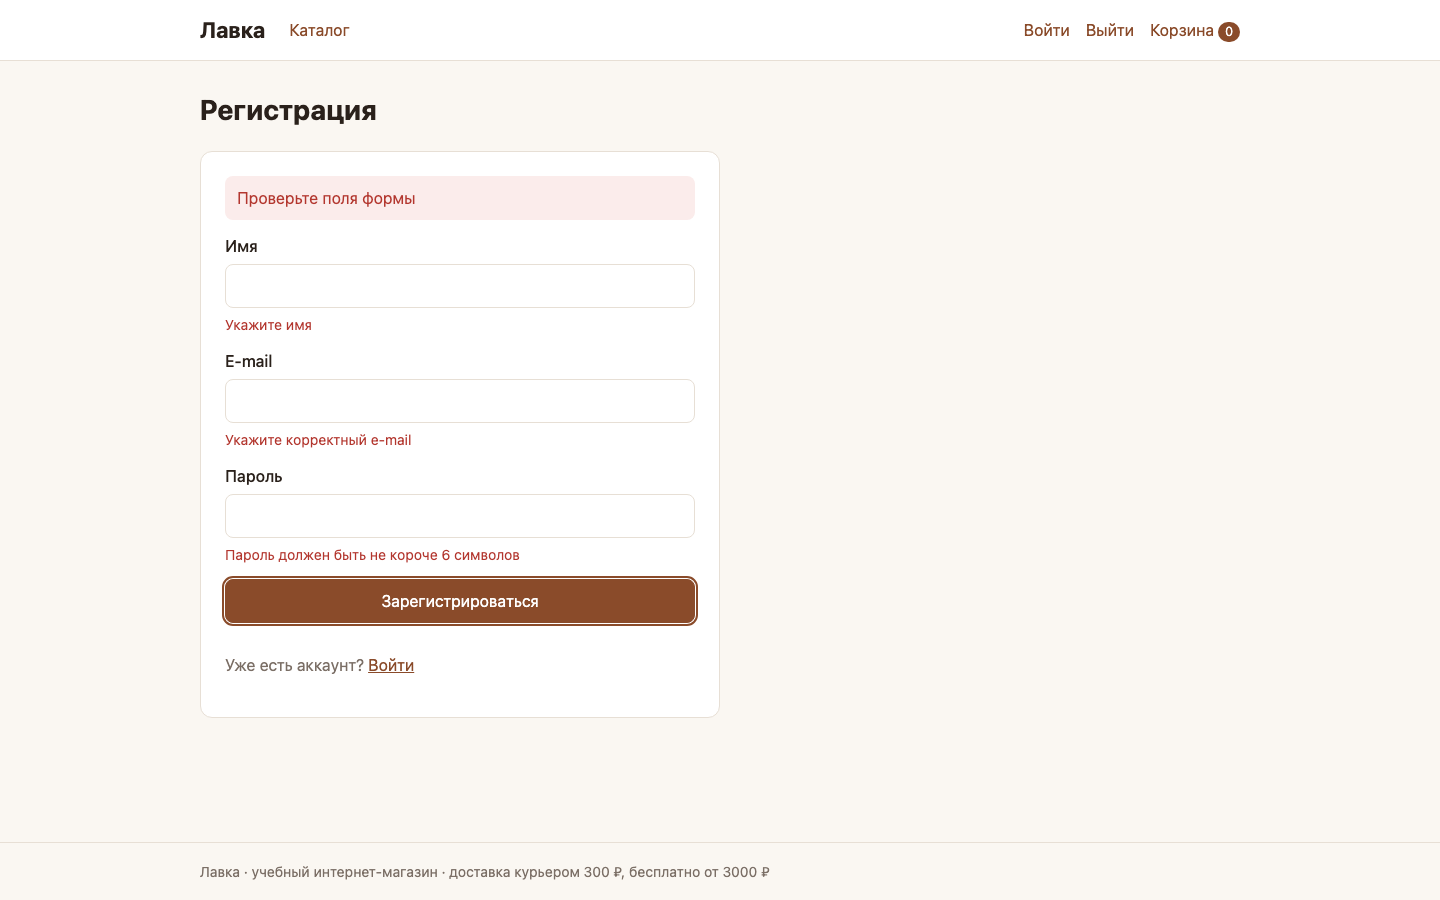 Лавка Каталог Войти Выйти Корзина 0
Регистрация
Проверьте поля формы
Имя
Укажите имя
E-mail
Укажите корректный e-mail
Пароль
Пароль должен быть не короче 6 символов
Зарегистрироваться
Уже есть аккаунт? Войти
Лавка · учебный интернет-магазин · доставка курьером 300 ₽, бесплатно от 3000 ₽